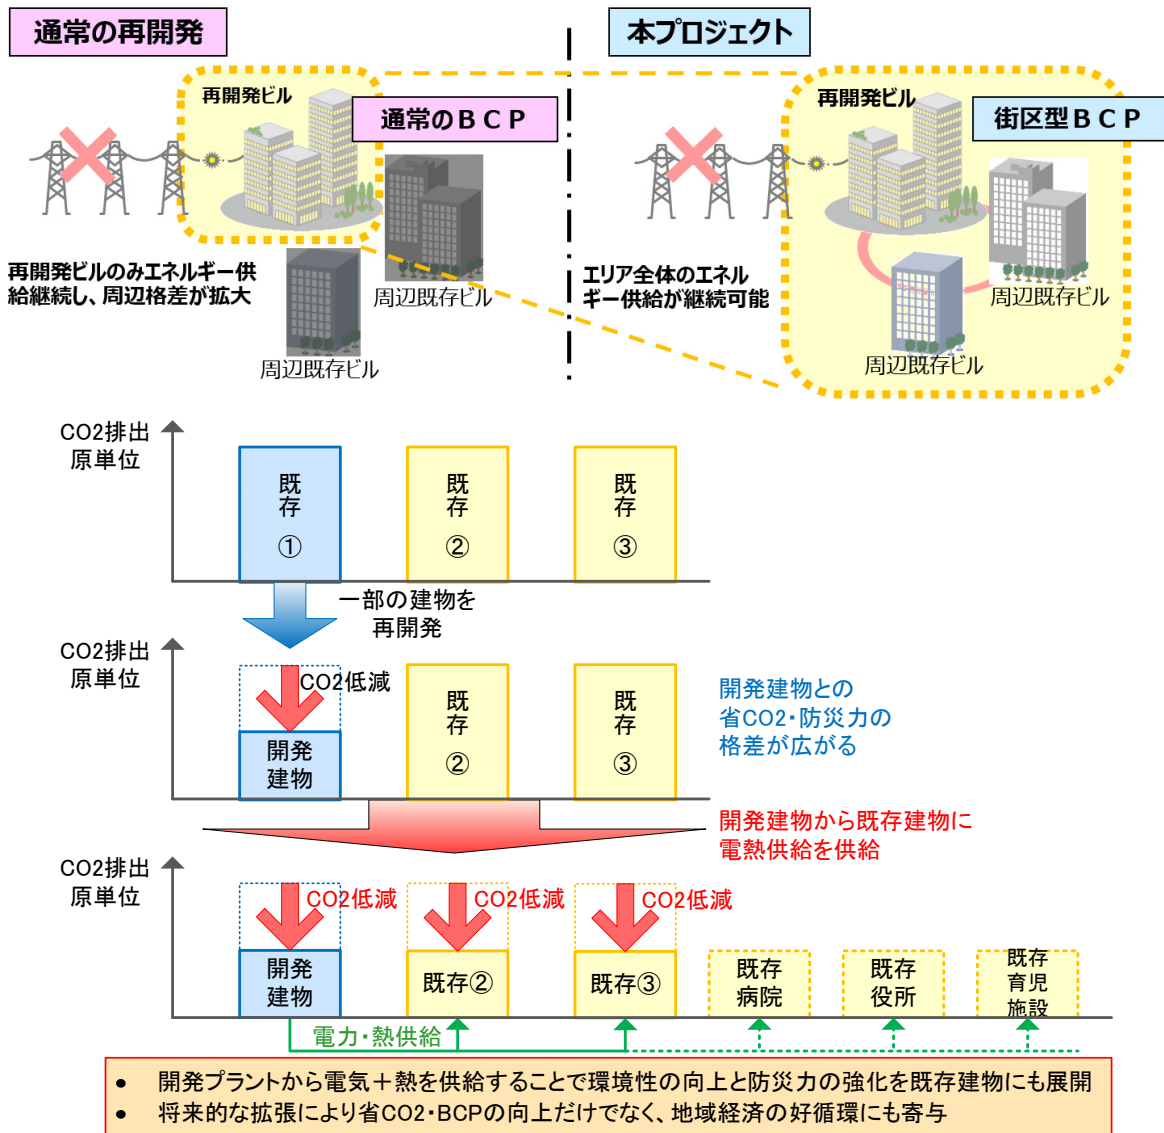 通常の再開発
本プロジェクト
再開発ビル
通常のBCP
再開発ビルのみエネルギー供
給継続し、周辺格差が拡大
周辺既存ビル
周辺既存ビル
再開発ビル
街区型BCP
エリア全体のエネル
ギー供給が継続可能
周辺既存ビル
周辺既存ビル
CO2排出
原単位
既存
①
既存
②
既存
③
一部の建物を
再開発
CO2排出
原単位
CO2低減
開発
建物
既存
②
既存
③
開発建物との
省CO2・防災力の
格差が広がる
開発建物から既存建物に
電熱供給を供給
CO2排出
原単位
CO2低減
CO2低減
CO2低減
開発
建物
既存②
既存③
既存
病院
既存
役所
既存
育児
施設
電力・熱供給
• 開発プラントから電気＋熱を供給することで環境性の向上と防災力の強化を既存建物にも展開
• 将来的な拡張により省CO2・BCPの向上だけでなく、地域経済の好循環にも寄与